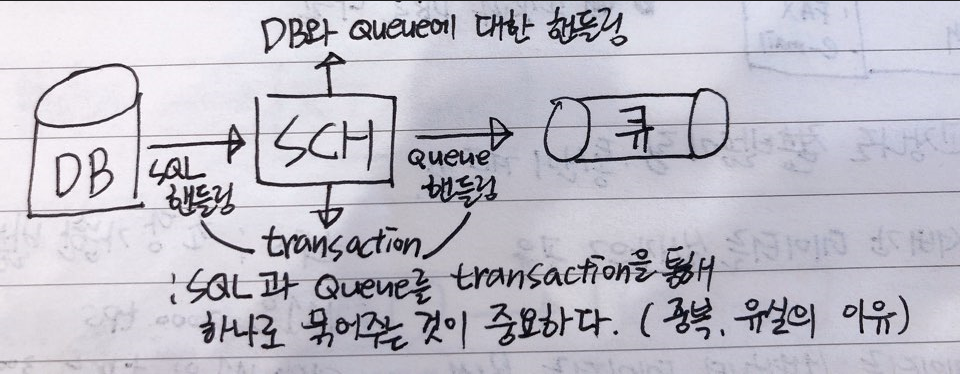 DB와 Queue에 대한 핸들링
DB
SQL
핸들링
SCH
Queue
핸들링
큐
transaction
: SQL과 Queue를 transaction을 통해
하나로 묶어주는 것이 중요하다. (중복, 유실의 이유)